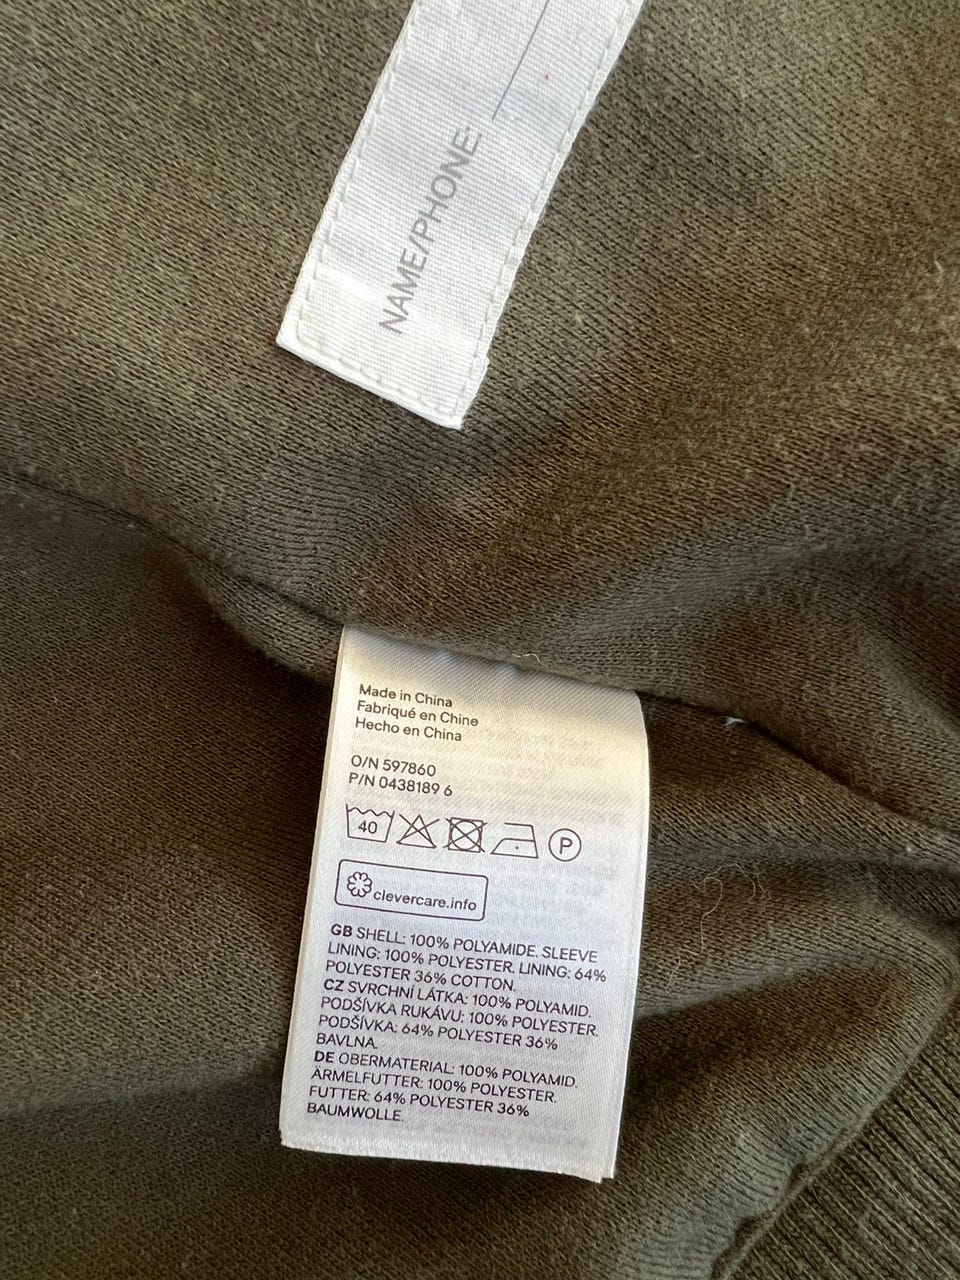 NAME/PHONE:
Made in China
Fabriqué en Chine
Hecho en China
O/N 597860
P/N 0438189 6
40
P
clevercare.info
GB SHELL: 100% POLYAMIDE. SLEEVE
LINING: 100% POLYESTER. LINING: 64%
POLYESTER 36% COTTON.
CZ SVRCHNÍ LÁTKA: 100% POLYAMID.
PODŠÍVKA RUKÁVU: 100% POLYESTER.
PODŠÍVKA: 64% POLYESTER 36%
BAVLNA.
DE OBERMATERIAL: 100% POLYAMID.
ÄRMELFUTTER: 100% POLYESTER.
FUTTER: 64% POLYESTER 36%
BAUMWOLLE.